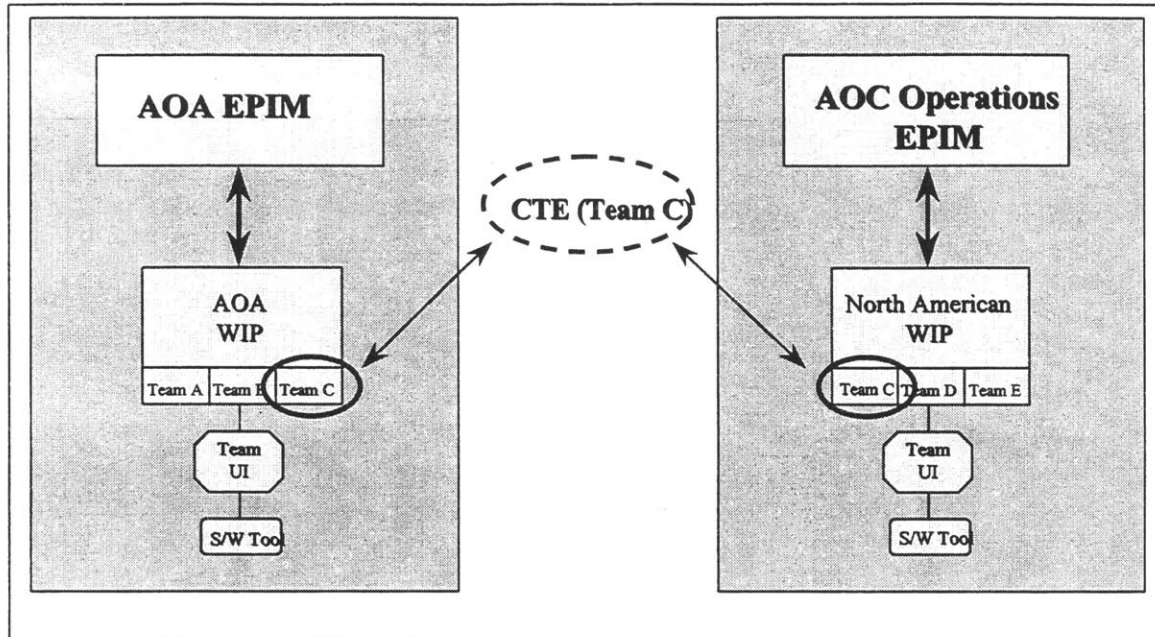 AOA EPIM
AOA
WIP
Team A
Team B
Team C
Team
UI
S/W Tool
CTE (Team C)
AOC Operations
EPIM
North American
WIP
Team C
Team D
Team E
Team
UI
S/W Tool